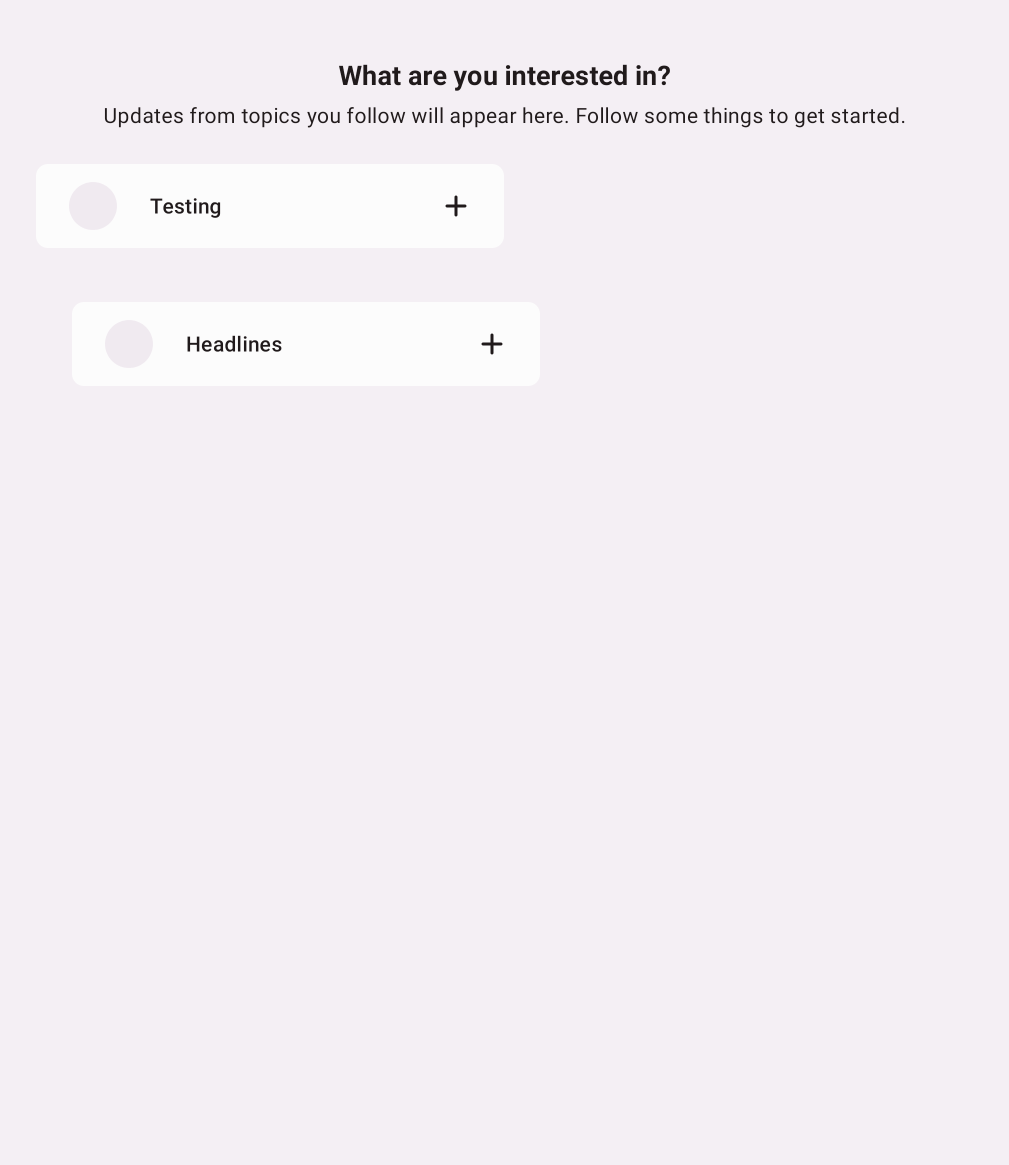 What are you interested in?
Updates from topics you follow will appear here. Follow some things to get started.
Testing
Headlines